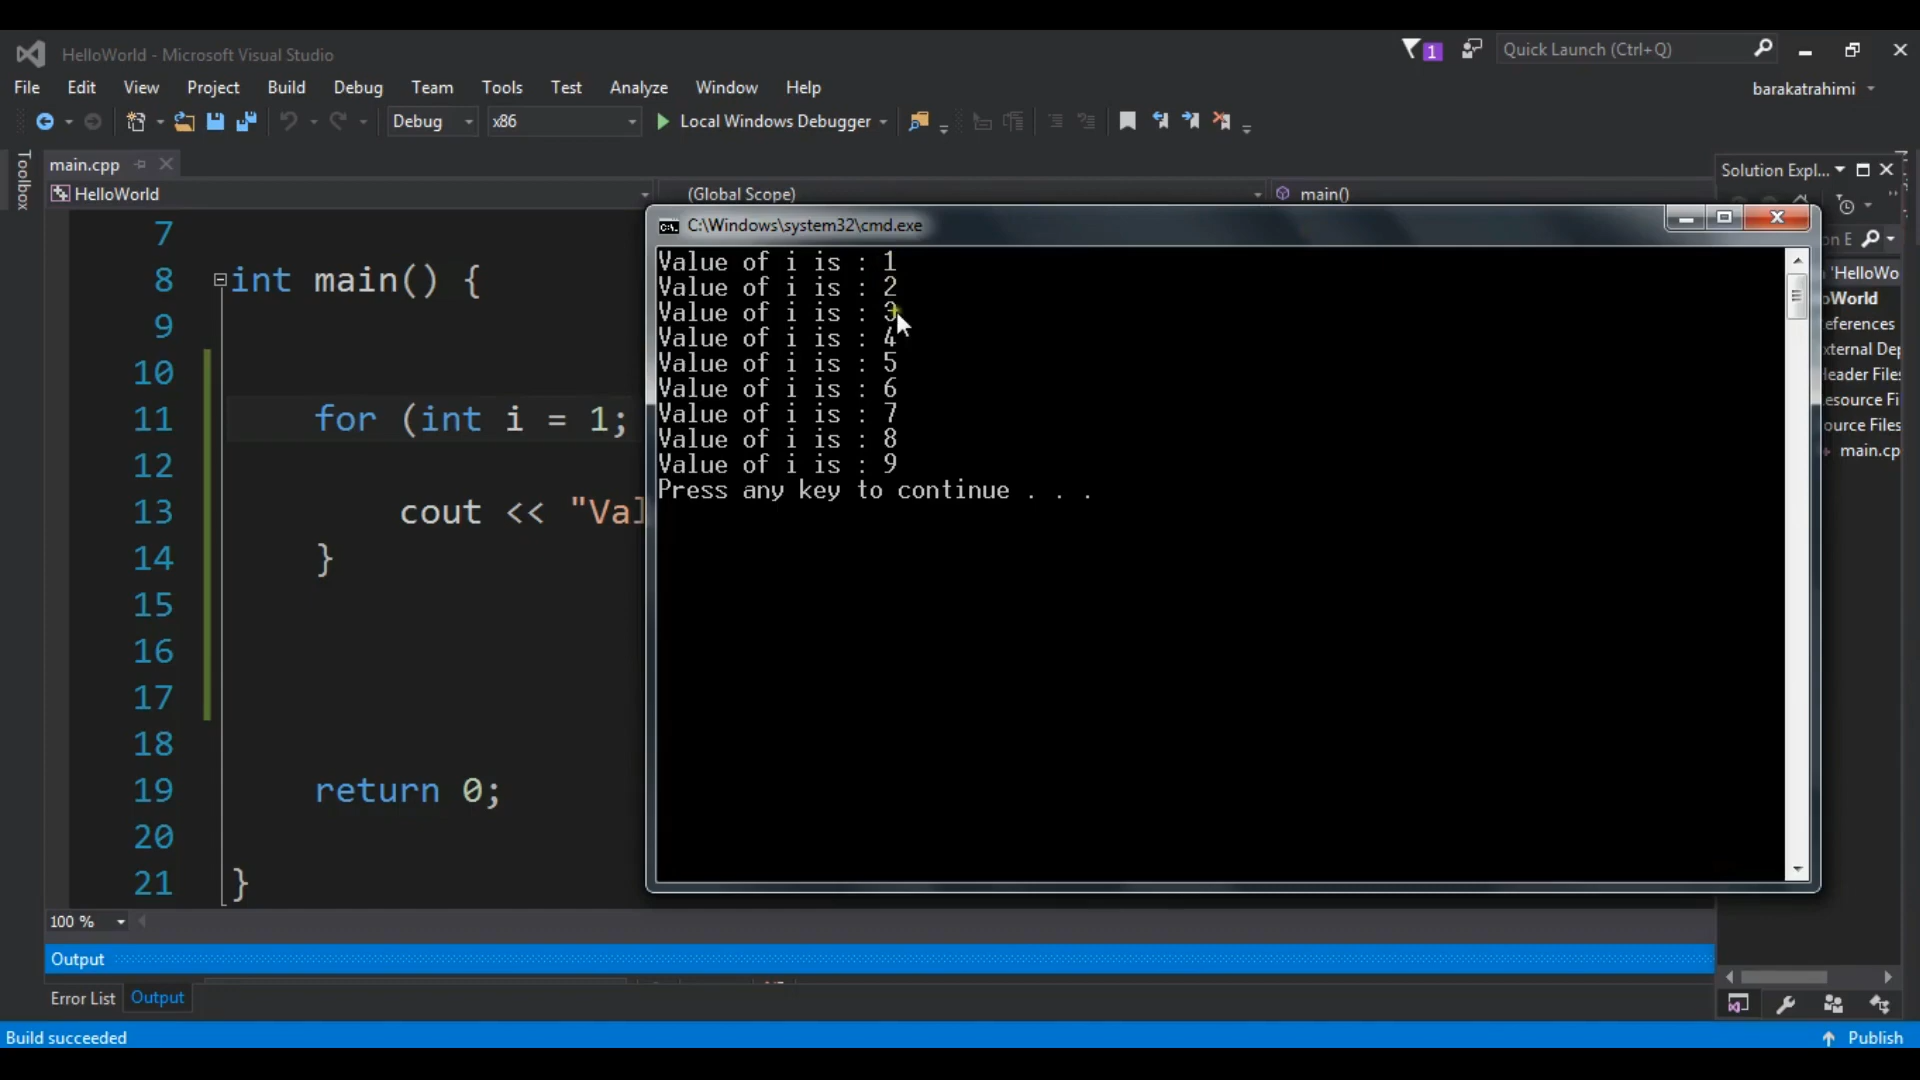 HelloWorld - Microsoft Visual Studio
1
Quick Launch (Ctrl+Q)
File Edit View Project Build Debug Team Tools Test Analyze Window Help
barakatrahimi
Debug x86 Local Windows Debugger
Toolbox
main.cpp
Solution Expl...
HelloWorld (Global Scope) main()
7
8 int main() {
9
10
11 for (int i = 1;
12
13 cout << "Val
14 }
15
16
17
18
19 return 0;
20
21 }
C:\Windows\system32\cmd.exe
Value of i is : 1
Value of i is : 2
Value of i is : 3
Value of i is : 4
Value of i is : 5
Value of i is : 6
Value of i is : 7
Value of i is : 8
Value of i is : 9
Press any key to continue . . .
on E
'HelloWo
oWorld
eferences
xternal Dep
Header Files
esource Fi
ource Files
main.cp
100 %
Output
Error List Output
Build succeeded
Publish